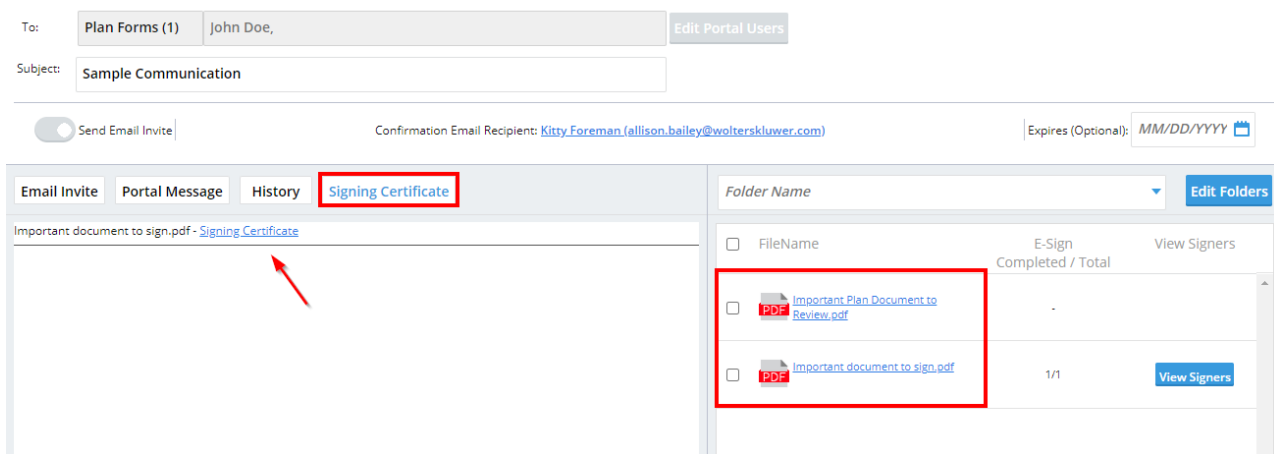 To: Plan Forms (1) John Doe, Edit Portal Users
Subject: Sample Communication
Send Email Invite Confirmation Email Recipient: Kitty Foreman (allison.bailey@wolterskluwer.com) Expires (Optional): MM/DD/YYYY
Email Invite Portal Message History Signing Certificate
Folder Name Edit Folders
Important document to sign.pdf - Signing Certificate
FileName E-Sign View Signers
Completed / Total
PDF Important Plan Document to
Review.pdf -
PDF Important document to sign.pdf 1/1 View Signers